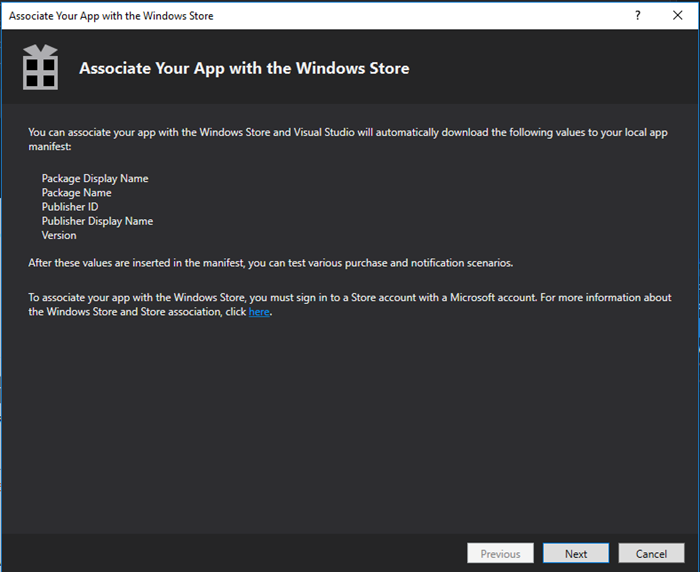 Associate Your App with the Windows Store
?
Associate Your App with the Windows Store
You can associate your app with the Windows Store and Visual Studio will automatically download the following values to your local app
manifest:
Package Display Name
Package Name
Publisher ID
Publisher Display Name
Version
After these values are inserted in the manifest, you can test various purchase and notification scenarios.
To associate your app with the Windows Store, you must sign in to a Store account with a Microsoft account. For more information about
the Windows Store and Store association, click here.
Previous Next Cancel